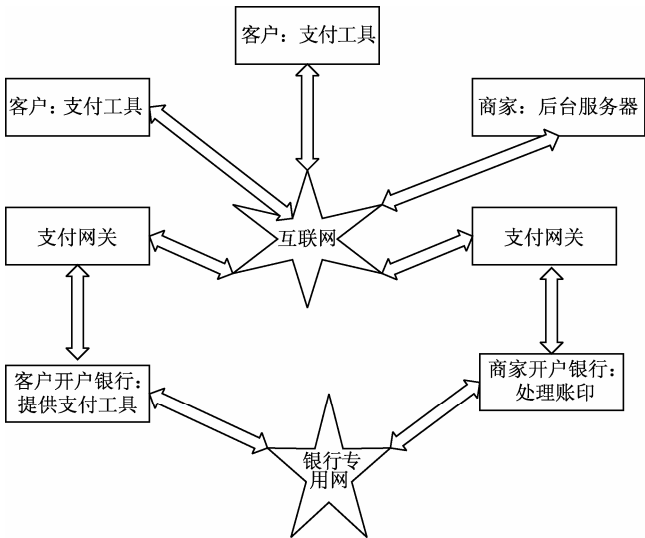 客户：支付工具
客户：支付工具
商家：后台服务器
互联网
支付网关
支付网关
客户开户银行：
提供支付工具
商家开户银行：
处理账印
银行专
用网